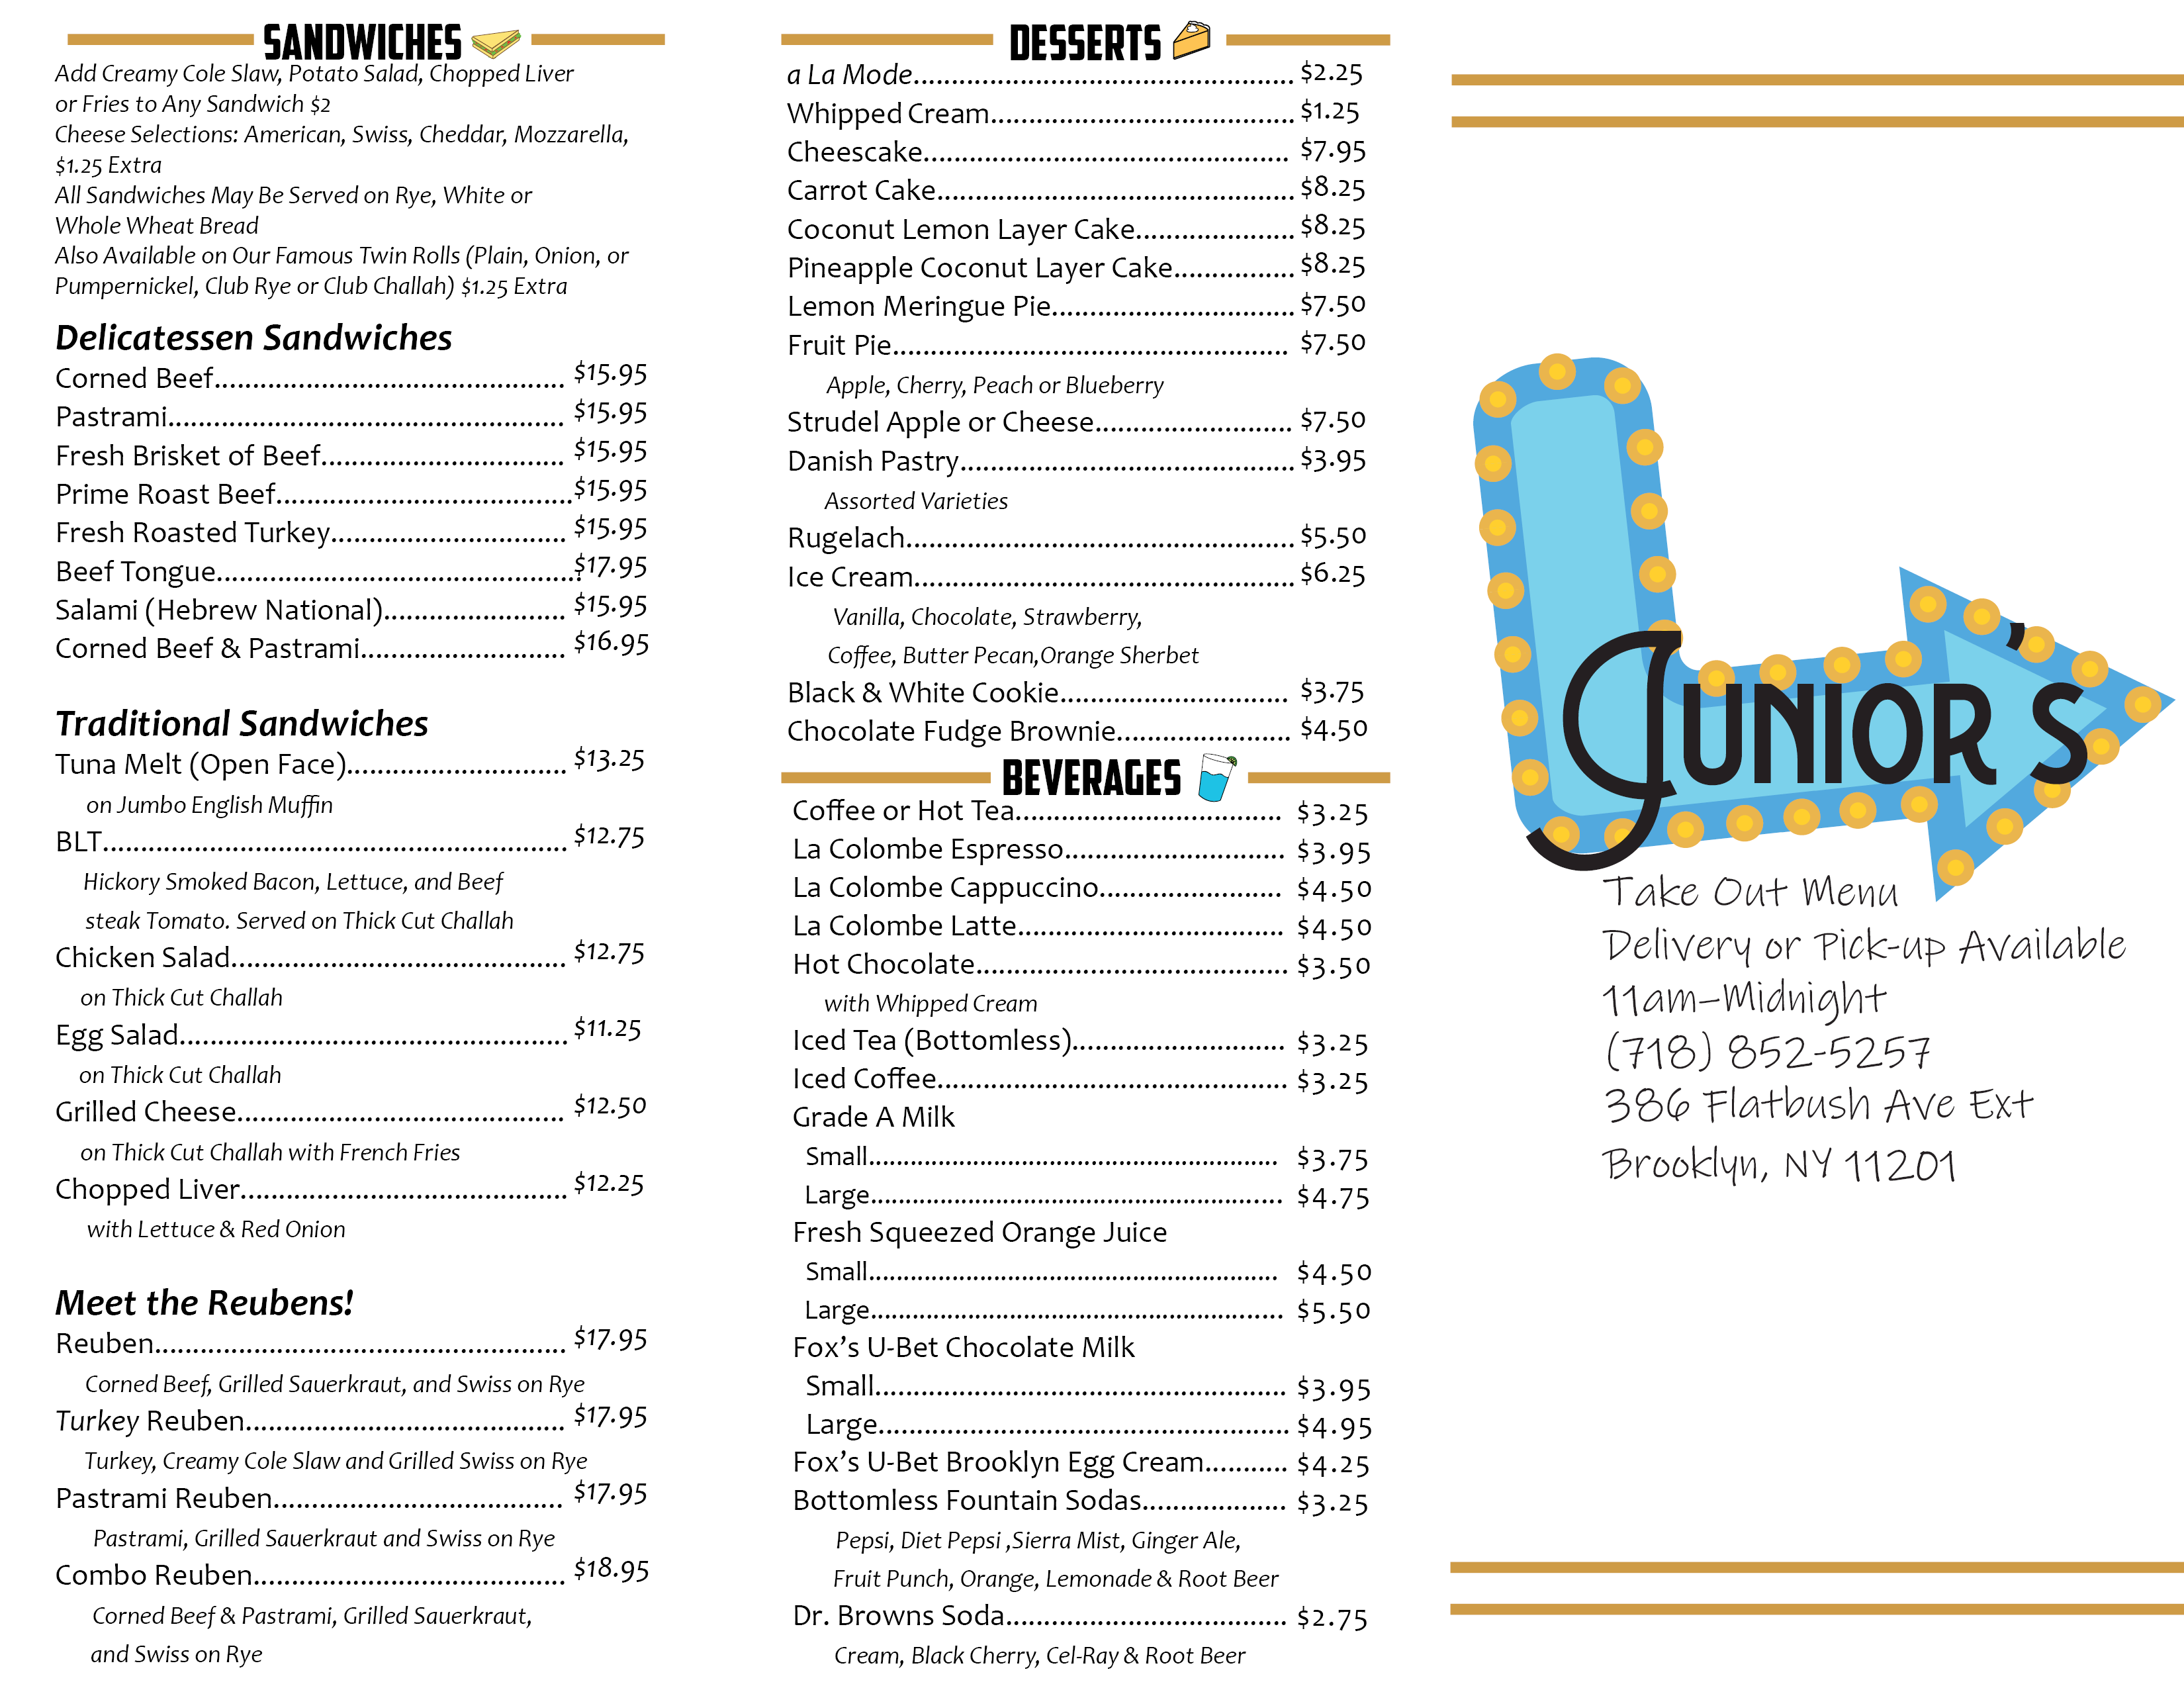 SANDWICHES
Add Creamy Cole Slaw, Potato Salad, Chopped Liver
or Fries to Any Sandwich $2
Cheese Selections: American, Swiss, Cheddar, Mozzarella,
$1.25 Extra
All Sandwiches May Be Served on Rye, White or
Whole Wheat Bread
Also Available on Our Famous Twin Rolls (Plain, Onion, or
Pumpernickel, Club Rye or Club Challah) $1.25 Extra
Delicatessen Sandwiches
Corned Beef.............................................. $15.95
Pastrami.................................................... $15.95
Fresh Brisket of Beef................................ $15.95
Prime Roast Beef.......................................$15.95
Fresh Roasted Turkey............................... $15.95
Beef Tongue................................................$17.95
Salami (Hebrew National)........................ $15.95
Corned Beef & Pastrami........................... $16.95
Traditional Sandwiches
Tuna Melt (Open Face)............................. $13.25
on Jumbo English Muffin
BLT............................................................. $12.75
Hickory Smoked Bacon, Lettuce, and Beef
steak Tomato. Served on Thick Cut Challah
Chicken Salad............................................ $12.75
on Thick Cut Challah
Egg Salad................................................... $11.25
on Thick Cut Challah
Grilled Cheese........................................... $12.50
on Thick Cut Challah with French Fries
Chopped Liver........................................... $12.25
with Lettuce & Red Onion
Meet the Reubens!
Reuben...................................................... $17.95
Corned Beef, Grilled Sauerkraut, and Swiss on Rye
Turkey Reuben.......................................... $17.95
Turkey, Creamy Cole Slaw and Grilled Swiss on Rye
Pastrami Reuben...................................... $17.95
Pastrami, Grilled Sauerkraut and Swiss on Rye
Combo Reuben......................................... $18.95
Corned Beef & Pastrami, Grilled Sauerkraut,
and Swiss on Rye
DESSERTS
a La Mode.................................................. $2.25
Whipped Cream........................................ $1.25
Cheescake................................................ $7.95
Carrot Cake............................................... $8.25
Coconut Lemon Layer Cake..................... $8.25
Pineapple Coconut Layer Cake................ $8.25
Lemon Meringue Pie................................ $7.50
Fruit Pie.................................................... $7.50
Apple, Cherry, Peach or Blueberry
Strudel Apple or Cheese.......................... $7.50
Danish Pastry............................................ $3.95
Assorted Varieties
Rugelach................................................... $5.50
Ice Cream.................................................. $6.25
Vanilla, Chocolate, Strawberry,
Coffee, Butter Pecan,Orange Sherbet
Black & White Cookie.............................. $3.75
Chocolate Fudge Brownie....................... $4.50
BEVERAGES
Coffee or Hot Tea................................... $3.25
La Colombe Espresso............................. $3.95
La Colombe Cappuccino........................ $4.50
La Colombe Latte................................... $4.50
Hot Chocolate......................................... $3.50
with Whipped Cream
Iced Tea (Bottomless)............................ $3.25
Iced Coffee.............................................. $3.25
Grade A Milk
Small........................................................... $3.75
Large........................................................... $4.75
Fresh Squeezed Orange Juice
Small........................................................... $4.50
Large........................................................... $5.50
Fox’s U-Bet Chocolate Milk
Small...................................................... $3.95
Large...................................................... $4.95
Fox’s U-Bet Brooklyn Egg Cream........... $4.25
Bottomless Fountain Sodas................... $3.25
Pepsi, Diet Pepsi ,Sierra Mist, Ginger Ale,
Fruit Punch, Orange, Lemonade & Root Beer
Dr. Browns Soda..................................... $2.75
Cream, Black Cherry, Cel-Ray & Root Beer
JUNIOR'S
Take Out Menu
Delivery or Pick-up Available
11am–Midnight
(718) 852-5257
386 Flatbush Ave Ext
Brooklyn, NY 11201